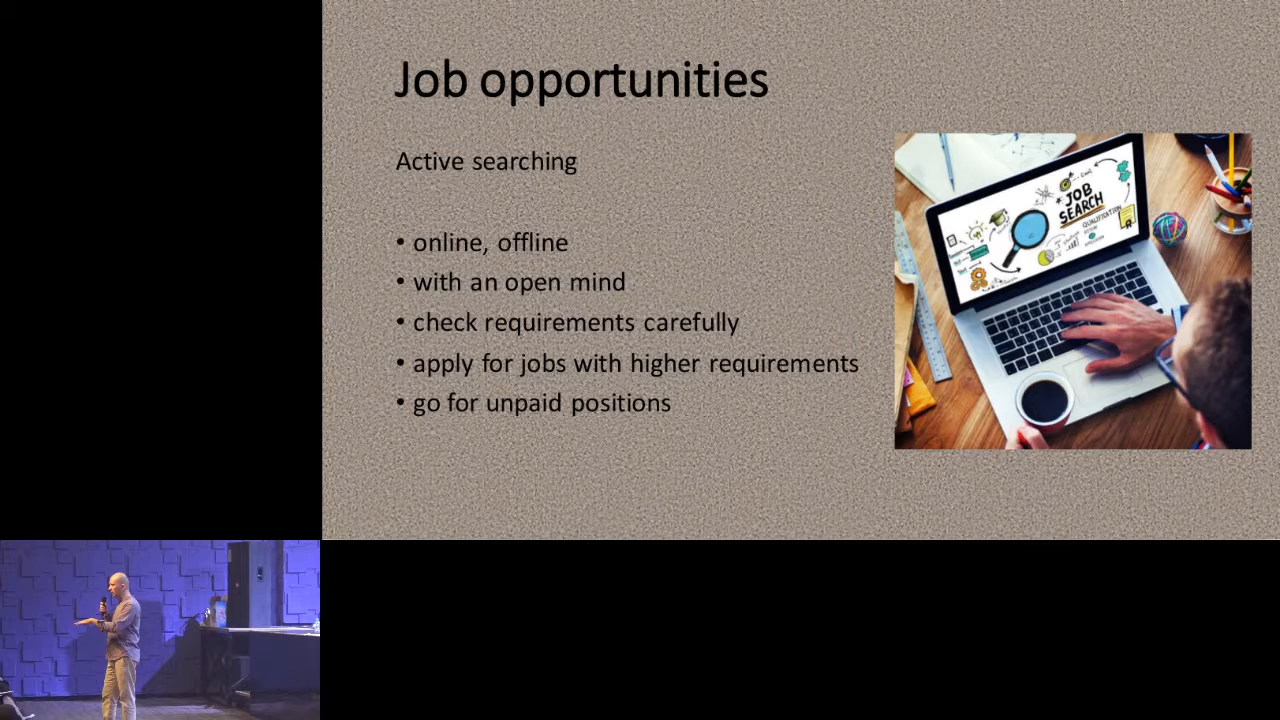 Job opportunities
Active searching
• online, offline
• with an open mind
• check requirements carefully
• apply for jobs with higher requirements
• go for unpaid positions
JOB
SEARCH
QUALIFICATION